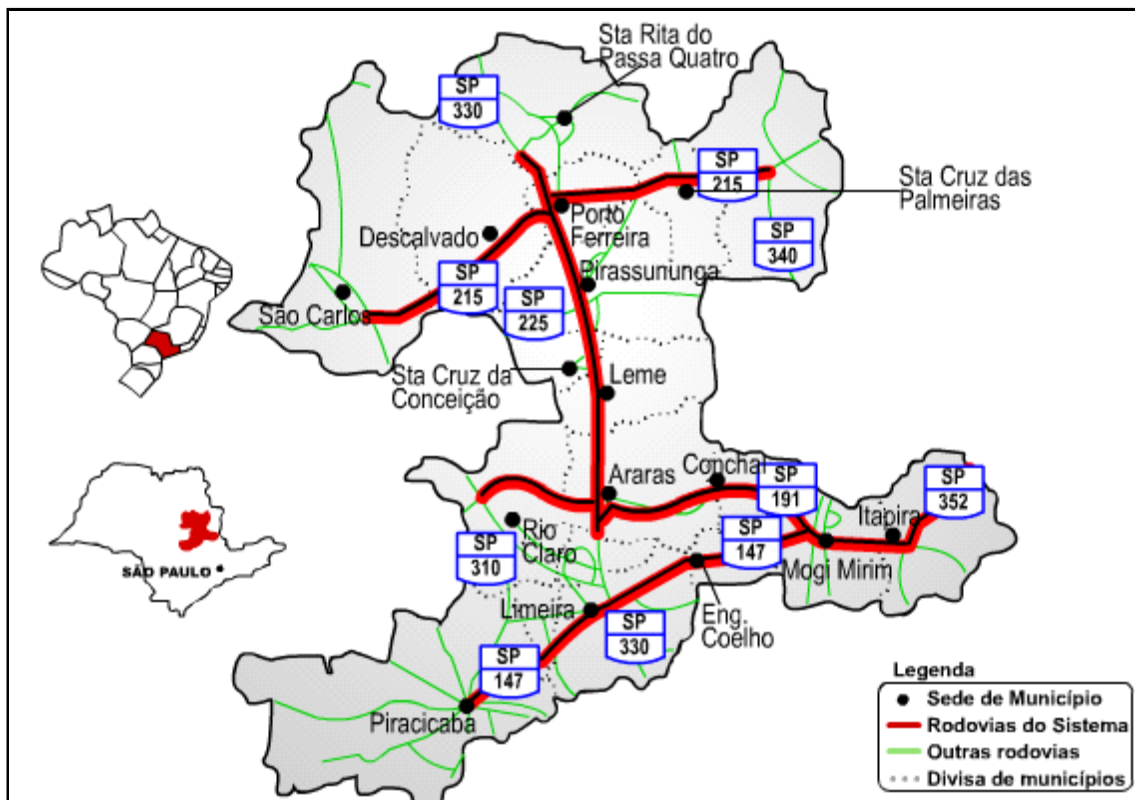 Sta Rita do
Passa Quatro
SP
330
SP
215
Sta Cruz das
Palmeiras
Porto
Ferreira
Descalvado
SP
340
Pirassununga
SP
215
SP
225
São Carlos
Sta Cruz da
Conceição
Leme
Araras
Conchal
SP
191
SP
352
Itapira
Rio
Claro
SP
310
SP
147
Mogi Mirim
SÃO PAULO
Limeira
Eng.
Coelho
SP
330
SP
147
Piracicaba
Legenda
Sede de Município
Rodovias do Sistema
Outras rodovias
Divisa de municípios